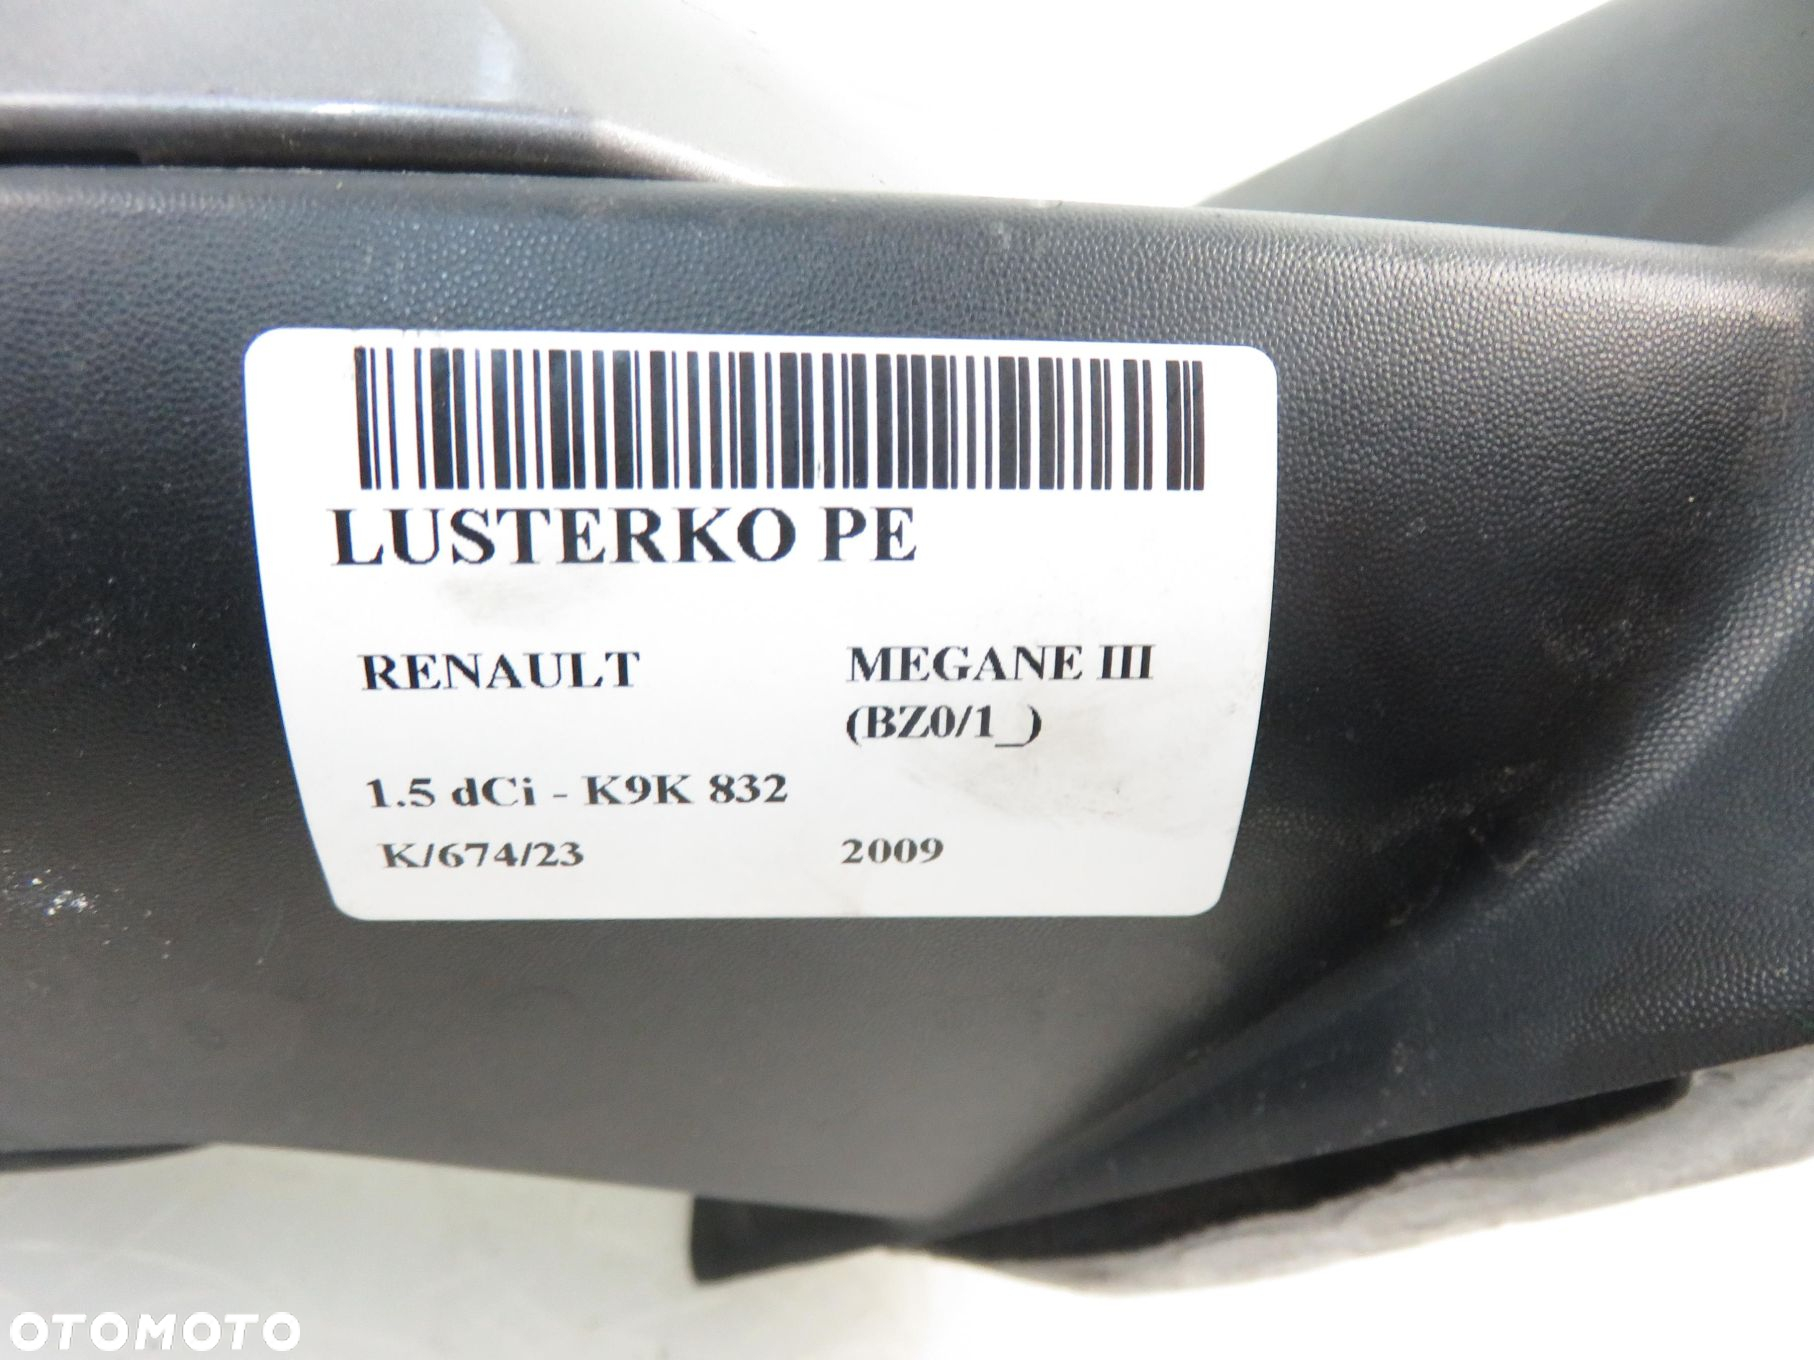 LUSTERKO PE
RENAULT MEGANE III
(BZ0/1_)
1.5 dCi - K9K 832
K/674/23 2009
OTOMOTO